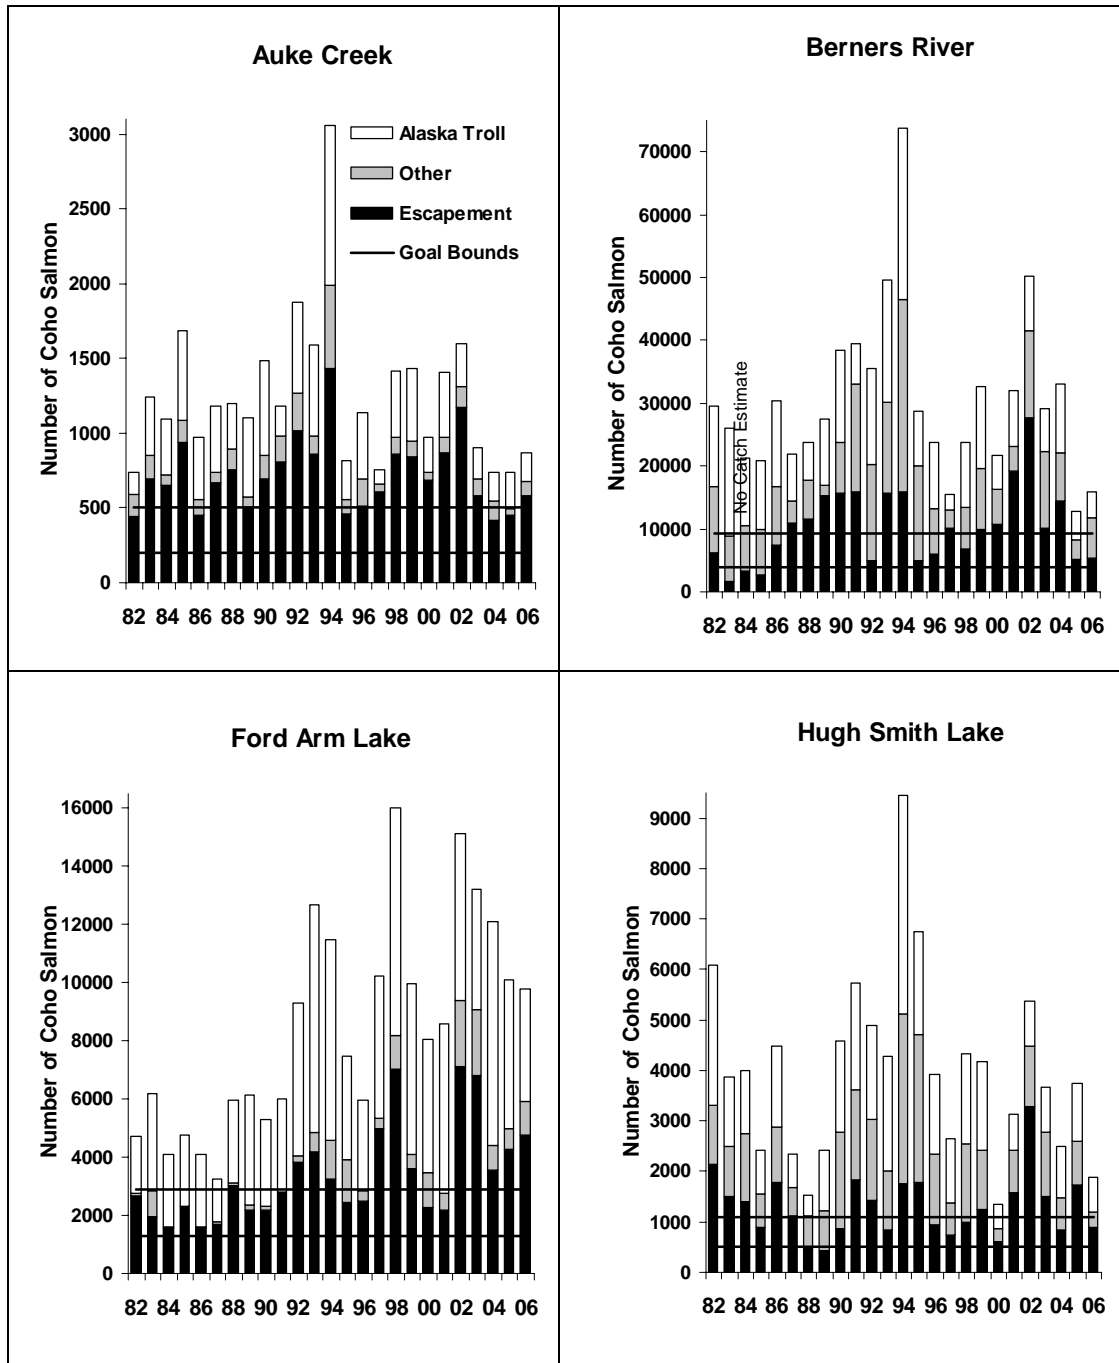 Auke Creek
Number of Coho Salmon
3000
2500
2000
1500
1000
500
0
Alaska Troll
Other
Escapement
Goal Bounds
82 84 86 88 90 92 94 96 98 00 02 04 06
Berners River
Number of Coho Salmon
70000
60000
50000
40000
30000
20000
10000
0
No Catch Estimate
82 84 86 88 90 92 94 96 98 00 02 04 06
Ford Arm Lake
Number of Coho Salmon
16000
14000
12000
10000
8000
6000
4000
2000
0
82 84 86 88 90 92 94 96 98 00 02 04 06
Hugh Smith Lake
Number of Coho Salmon
9000
8000
7000
6000
5000
4000
3000
2000
1000
0
82 84 86 88 90 92 94 96 98 00 02 04 06